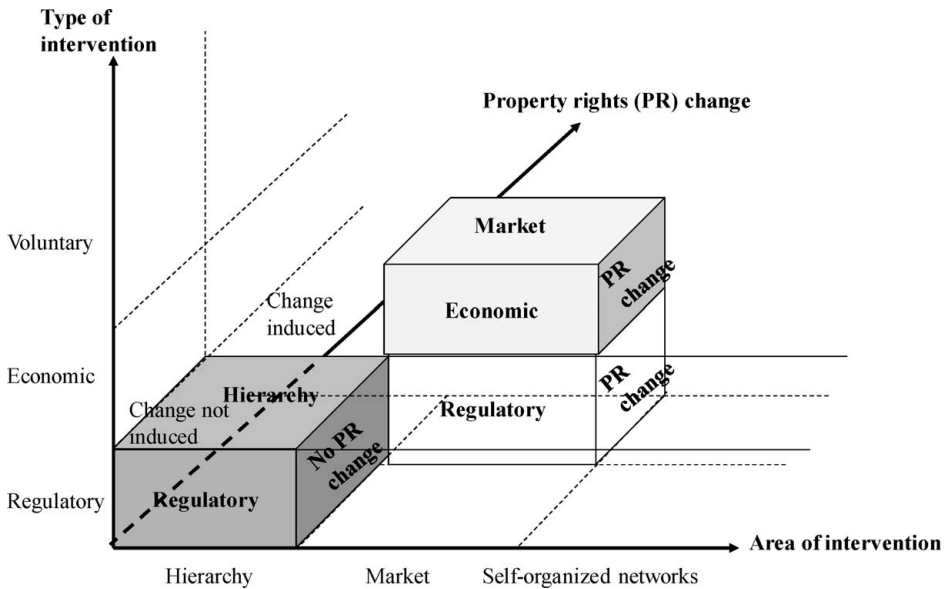 Type of
intervention
Property rights (PR) change
Voluntary
Market
PR
change
Change
induced
Economic
Economic
Hierarchy
PR
change
Change not
induced
Regulatory
No PR
change
Regulatory
Regulatory
Area of intervention
Hierarchy
Market
Self-organized networks